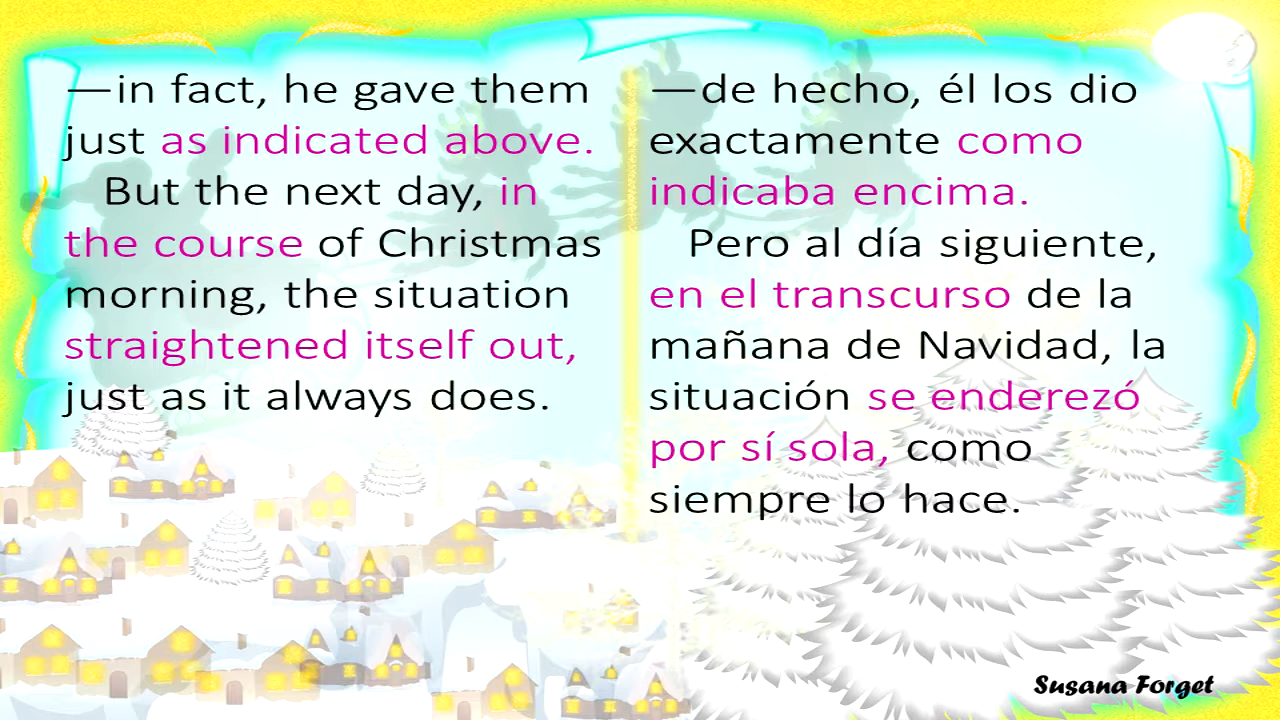 —in fact, he gave them
just as indicated above.
But the next day, in
the course of Christmas
morning, the situation
straightened itself out,
just as it always does.
—de hecho, él los dio
exactamente como
indicaba encima.
Pero al día siguiente,
en el transcurso de la
mañana de Navidad, la
situación se enderezó
por sí sola, como
siempre lo hace.
Susana Forget